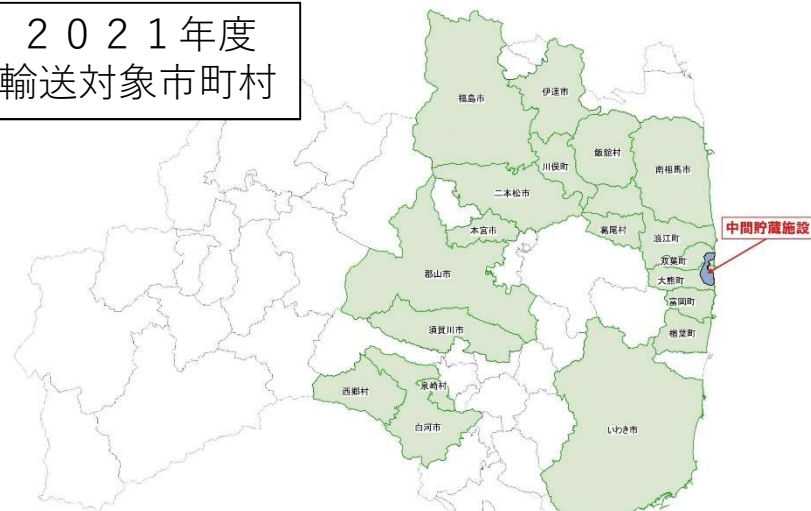 ２０２１年度
輸送対象市町村
福島市
伊達市
川俣町
飯舘村
南相馬市
二本松市
本宮市
葛尾村
浪江町
中間貯蔵施設
双葉町
大熊町
郡山市
富岡町
須賀川市
楢葉町
西郷村
泉崎村
白河市
いわき市